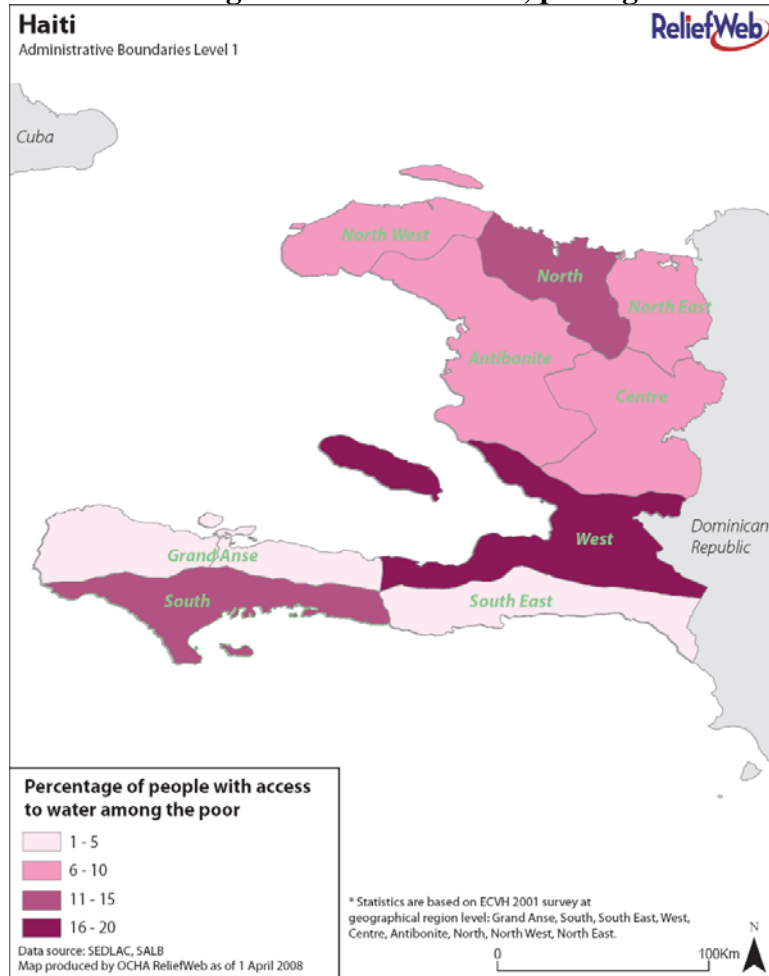 Haiti
Administrative Boundaries Level 1
ReliefWeb
Cuba
North West
North
North East
Antibonite
Centre
Dominican
Republic
West
Grand Anse
South
South East
Percentage of people with access
to water among the poor
1 - 5
6 - 10
11 - 15
16 - 20
Data source: SEDLAC, SALB
Map produced by OCHA ReliefWeb as of 1 April 2008
* Statistics are based on ECVH 2001 survey at
geographical region level: Grand Anse, South, South East, West,
Centre, Antibonite, North, North West, North East.
N
0 100Km